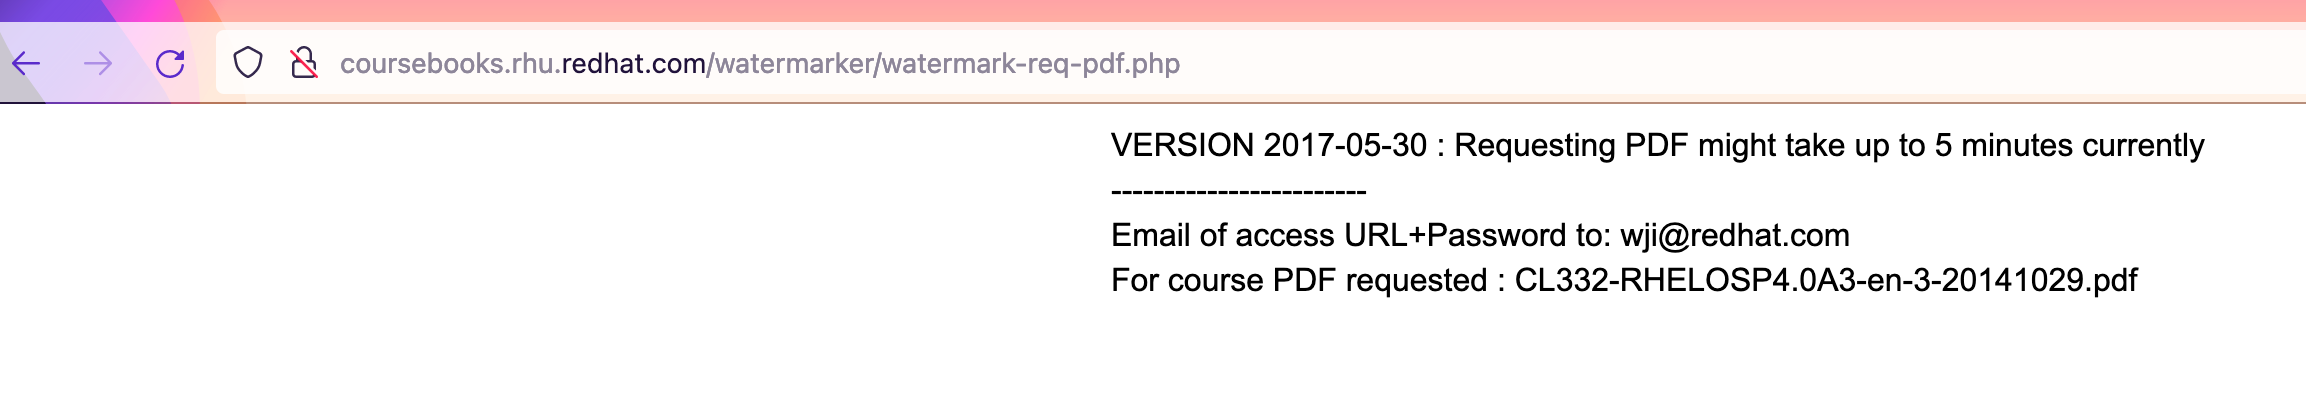 coursebooks.rhu.redhat.com/watermarker/watermark-req-pdf.php
VERSION 2017-05-30 : Requesting PDF might take up to 5 minutes currently
------------------------
Email of access URL+Password to: wji@redhat.com
For course PDF requested : CL332-RHELOSP4.0A3-en-3-20141029.pdf